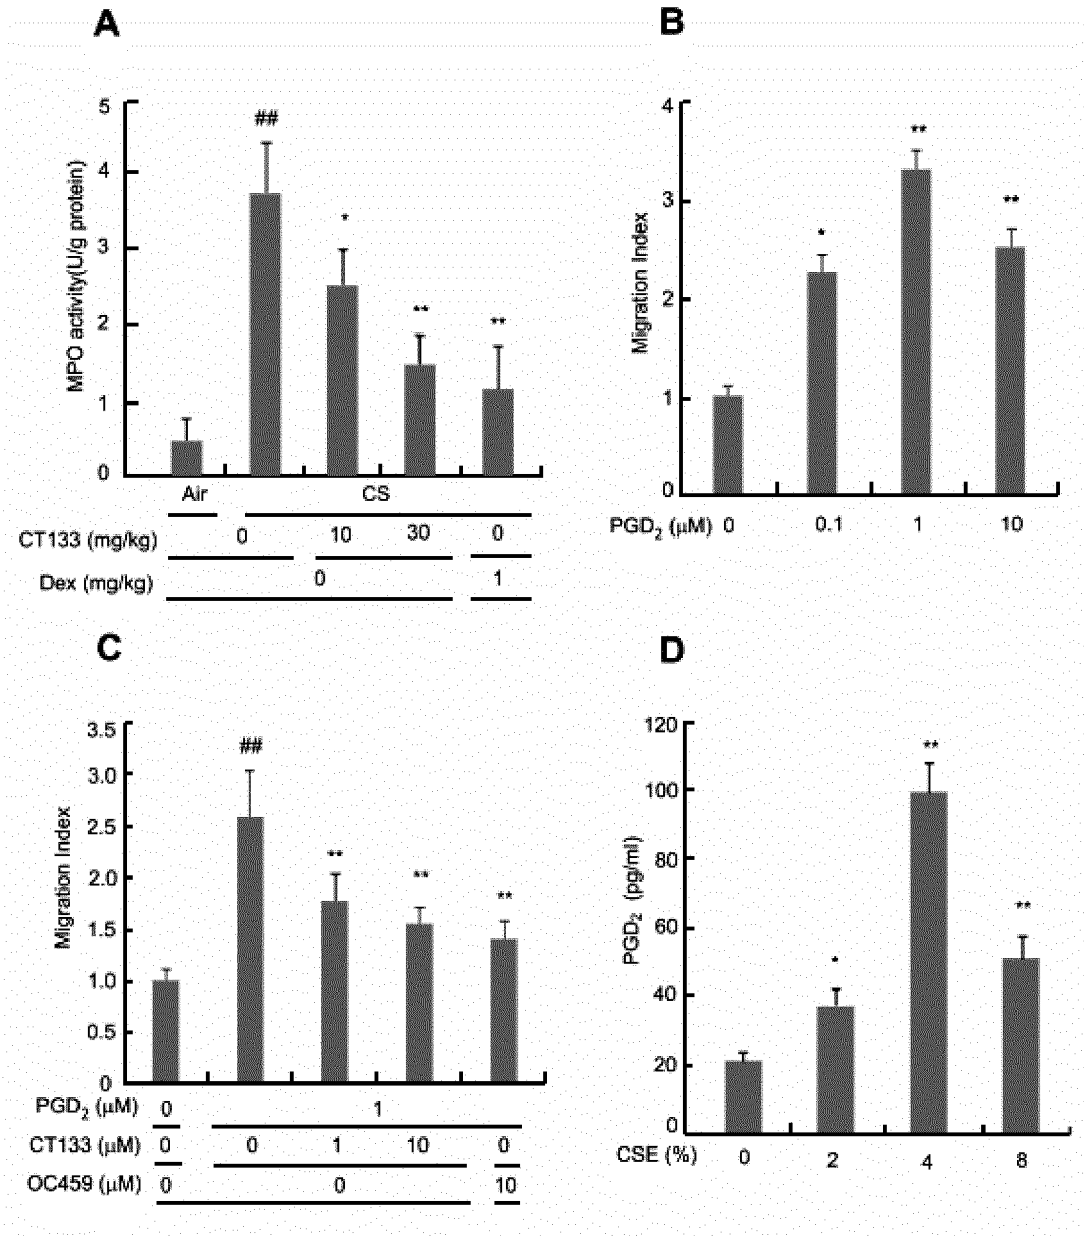 A
MPO activity(U/g protein)
5
4
3
2
1
0
##
*
**
**
Air CS
CT133 (mg/kg) 0 10 30 0
Dex (mg/kg) 0 1
B
Migration Index
4
3
2
1
0
*
**
**
PGD2 (μM) 0 0.1 1 10
C
Migration Index
3.5
3.0
2.5
2.0
1.5
1.0
0.5
0
##
**
**
**
PGD2 (μM) 0 1
CT133 (μM) 0 0 1 10 0
OC459 (μM) 0 0 10
D
PGD2 (pg/ml)
120
100
80
60
40
20
0
*
**
**
CSE (%) 0 2 4 8